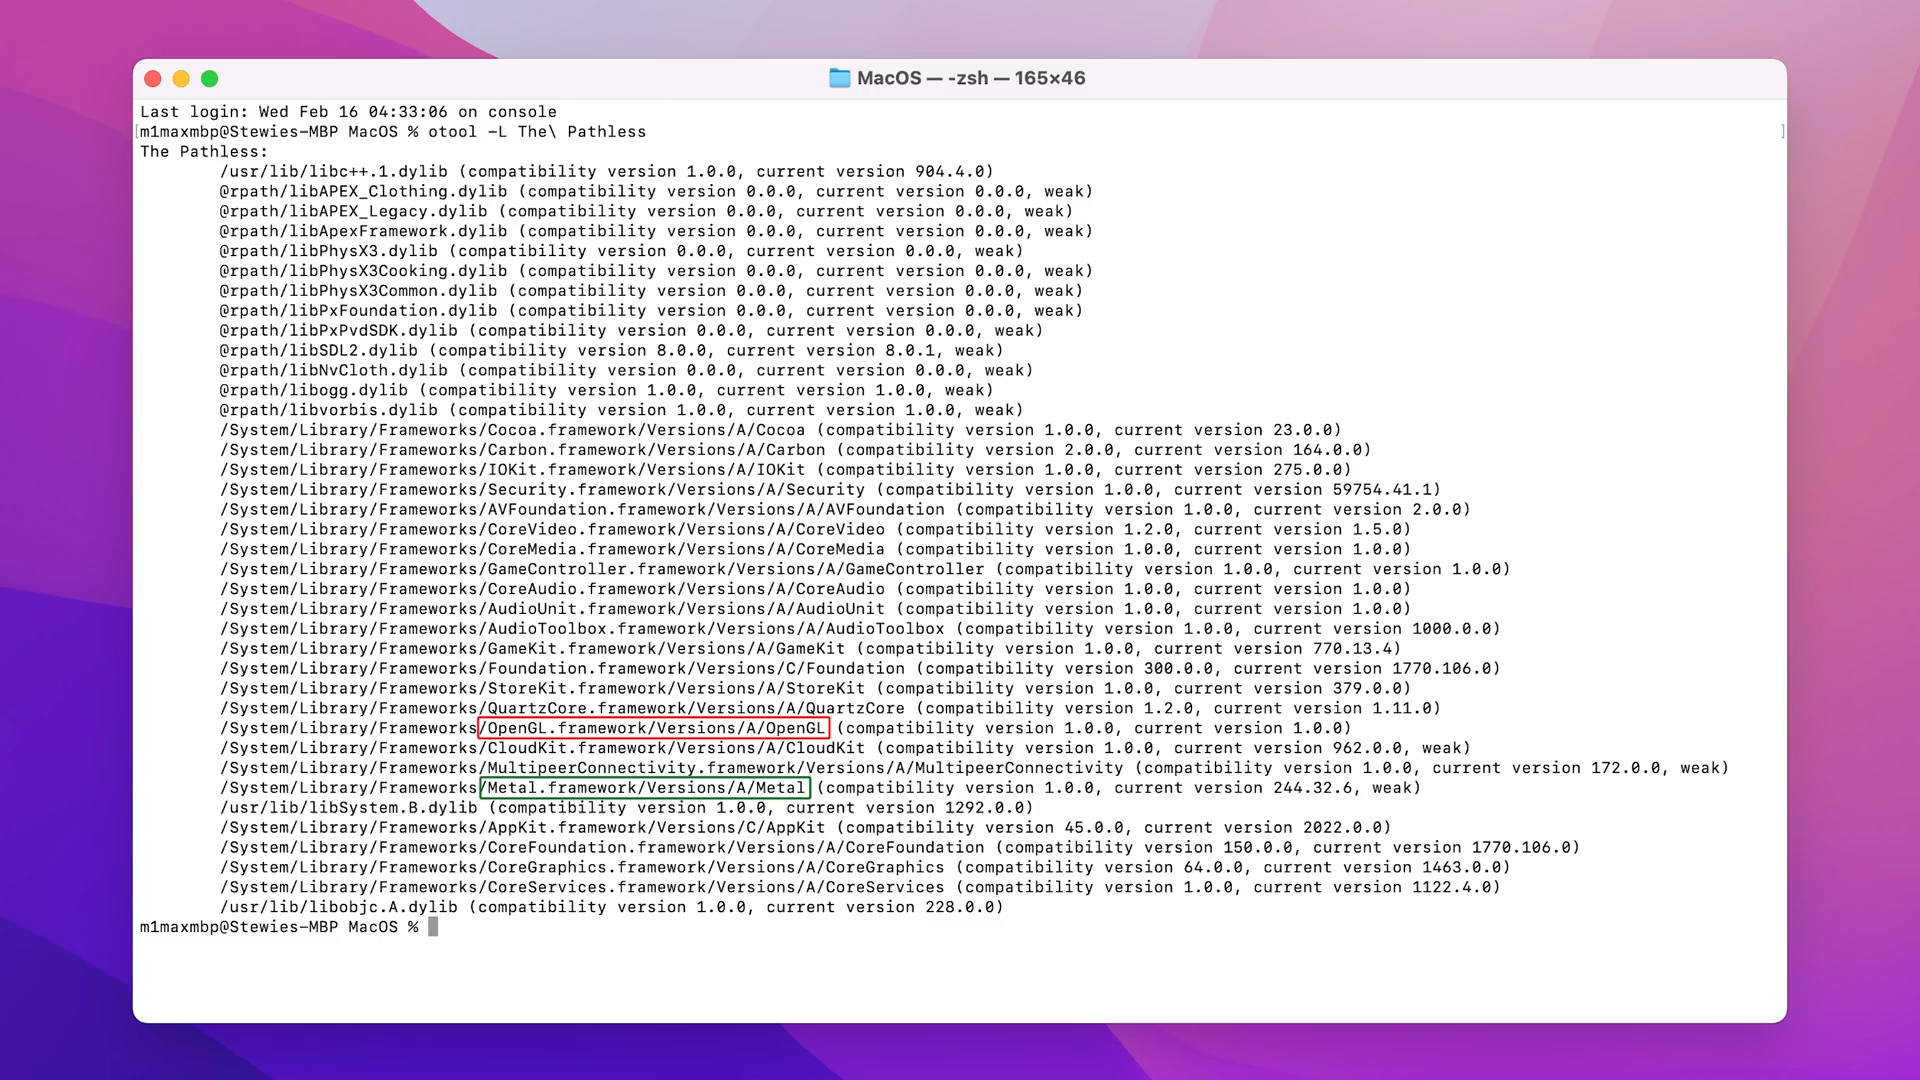 MacOS — -zsh — 165×46
Last login: Wed Feb 16 04:33:06 on console
[m1maxmbp@Stewies-MBP MacOS % otool -L The\ Pathless ]
The Pathless:
/usr/lib/libc++.1.dylib (compatibility version 1.0.0, current version 904.4.0)
@rpath/libAPEX_Clothing.dylib (compatibility version 0.0.0, current version 0.0.0, weak)
@rpath/libAPEX_Legacy.dylib (compatibility version 0.0.0, current version 0.0.0, weak)
@rpath/libApexFramework.dylib (compatibility version 0.0.0, current version 0.0.0, weak)
@rpath/libPhysX3.dylib (compatibility version 0.0.0, current version 0.0.0, weak)
@rpath/libPhysX3Cooking.dylib (compatibility version 0.0.0, current version 0.0.0, weak)
@rpath/libPhysX3Common.dylib (compatibility version 0.0.0, current version 0.0.0, weak)
@rpath/libPxFoundation.dylib (compatibility version 0.0.0, current version 0.0.0, weak)
@rpath/libPxPvdSDK.dylib (compatibility version 0.0.0, current version 0.0.0, weak)
@rpath/libSDL2.dylib (compatibility version 8.0.0, current version 8.0.1, weak)
@rpath/libNvCloth.dylib (compatibility version 0.0.0, current version 0.0.0, weak)
@rpath/libogg.dylib (compatibility version 1.0.0, current version 1.0.0, weak)
@rpath/libvorbis.dylib (compatibility version 1.0.0, current version 1.0.0, weak)
/System/Library/Frameworks/Cocoa.framework/Versions/A/Cocoa (compatibility version 1.0.0, current version 23.0.0)
/System/Library/Frameworks/Carbon.framework/Versions/A/Carbon (compatibility version 2.0.0, current version 164.0.0)
/System/Library/Frameworks/IOKit.framework/Versions/A/IOKit (compatibility version 1.0.0, current version 275.0.0)
/System/Library/Frameworks/Security.framework/Versions/A/Security (compatibility version 1.0.0, current version 59754.41.1)
/System/Library/Frameworks/AVFoundation.framework/Versions/A/AVFoundation (compatibility version 1.0.0, current version 2.0.0)
/System/Library/Frameworks/CoreVideo.framework/Versions/A/CoreVideo (compatibility version 1.2.0, current version 1.5.0)
/System/Library/Frameworks/CoreMedia.framework/Versions/A/CoreMedia (compatibility version 1.0.0, current version 1.0.0)
/System/Library/Frameworks/GameController.framework/Versions/A/GameController (compatibility version 1.0.0, current version 1.0.0)
/System/Library/Frameworks/CoreAudio.framework/Versions/A/CoreAudio (compatibility version 1.0.0, current version 1.0.0)
/System/Library/Frameworks/AudioUnit.framework/Versions/A/AudioUnit (compatibility version 1.0.0, current version 1.0.0)
/System/Library/Frameworks/AudioToolbox.framework/Versions/A/AudioToolbox (compatibility version 1.0.0, current version 1000.0.0)
/System/Library/Frameworks/GameKit.framework/Versions/A/GameKit (compatibility version 1.0.0, current version 770.13.4)
/System/Library/Frameworks/Foundation.framework/Versions/C/Foundation (compatibility version 300.0.0, current version 1770.106.0)
/System/Library/Frameworks/StoreKit.framework/Versions/A/StoreKit (compatibility version 1.0.0, current version 379.0.0)
/System/Library/Frameworks/QuartzCore.framework/Versions/A/QuartzCore (compatibility version 1.2.0, current version 1.11.0)
/System/Library/Frameworks/OpenGL.framework/Versions/A/OpenGL (compatibility version 1.0.0, current version 1.0.0)
/System/Library/Frameworks/CloudKit.framework/Versions/A/CloudKit (compatibility version 1.0.0, current version 962.0.0, weak)
/System/Library/Frameworks/MultipeerConnectivity.framework/Versions/A/MultipeerConnectivity (compatibility version 1.0.0, current version 172.0.0, weak)
/System/Library/Frameworks/Metal.framework/Versions/A/Metal (compatibility version 1.0.0, current version 244.32.6, weak)
/usr/lib/libSystem.B.dylib (compatibility version 1.0.0, current version 1292.0.0)
/System/Library/Frameworks/AppKit.framework/Versions/C/AppKit (compatibility version 45.0.0, current version 2022.0.0)
/System/Library/Frameworks/CoreFoundation.framework/Versions/A/CoreFoundation (compatibility version 150.0.0, current version 1770.106.0)
/System/Library/Frameworks/CoreGraphics.framework/Versions/A/CoreGraphics (compatibility version 64.0.0, current version 1463.0.0)
/System/Library/Frameworks/CoreServices.framework/Versions/A/CoreServices (compatibility version 1.0.0, current version 1122.4.0)
/usr/lib/libobjc.A.dylib (compatibility version 1.0.0, current version 228.0.0)
m1maxmbp@Stewies-MBP MacOS %